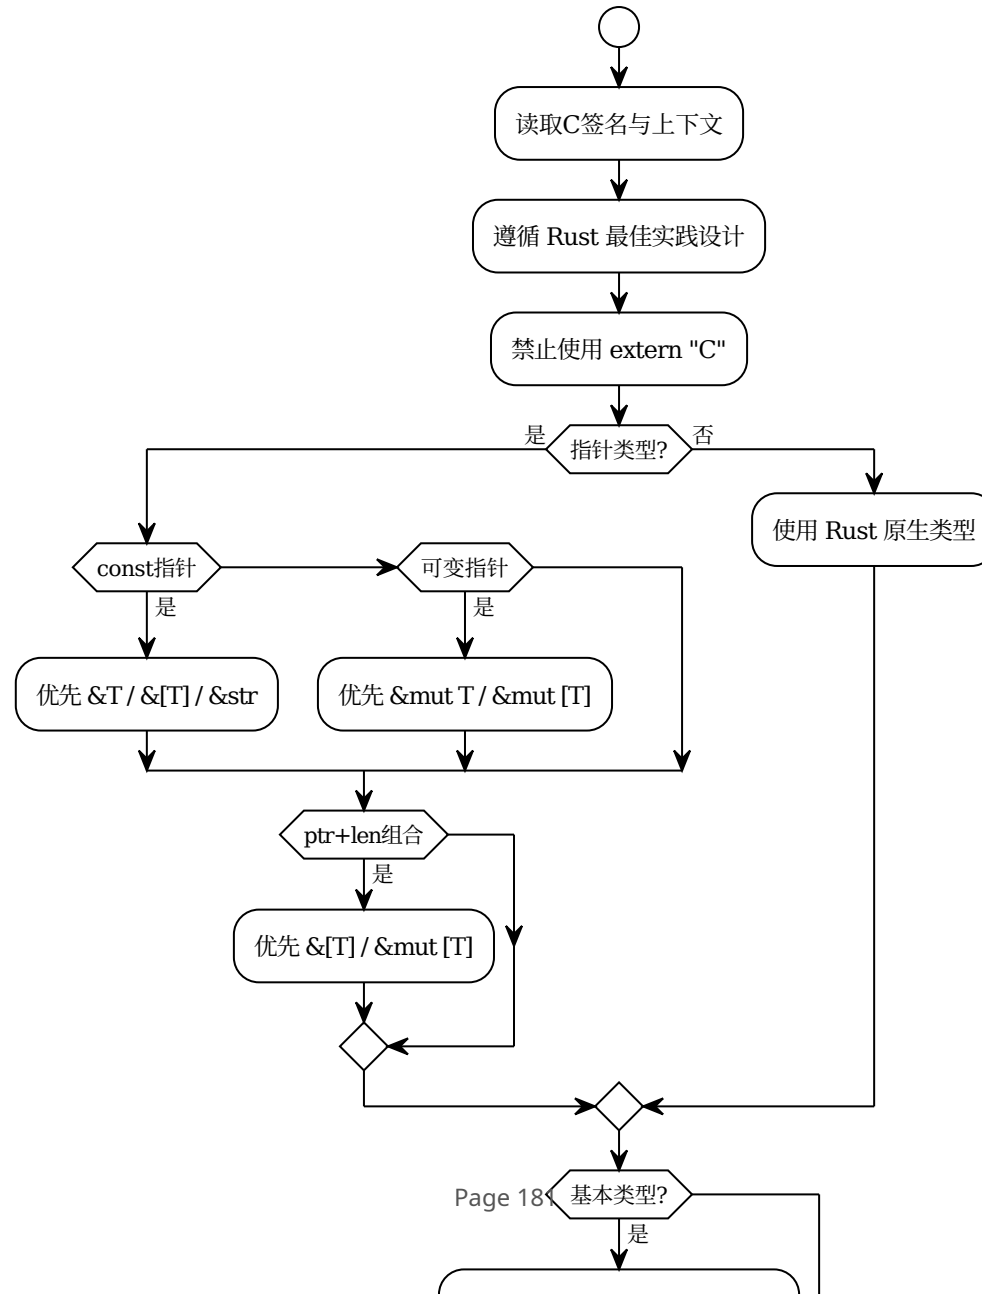 读取C签名与上下文
遵循 Rust 最佳实践设计
禁止使用 extern "C"
是
指针类型?
否
使用 Rust 原生类型
const指针
可变指针
是
是
优先 &T / &[T] / &str
优先 &mut T / &mut [T]
ptr+len组合
是
优先 &[T] / &mut [T]
Page 181
基本类型?
是